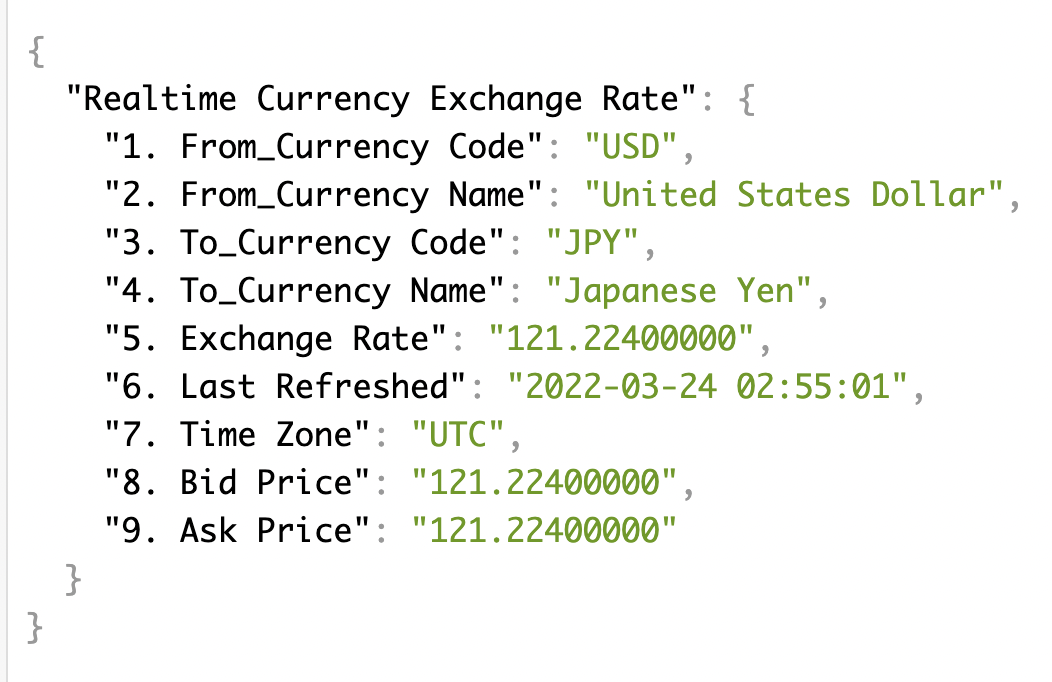 {
"Realtime Currency Exchange Rate": {
"1. From_Currency Code": "USD",
"2. From_Currency Name": "United States Dollar",
"3. To_Currency Code": "JPY",
"4. To_Currency Name": "Japanese Yen",
"5. Exchange Rate": "121.22400000",
"6. Last Refreshed": "2022-03-24 02:55:01",
"7. Time Zone": "UTC",
"8. Bid Price": "121.22400000",
"9. Ask Price": "121.22400000"
}
}